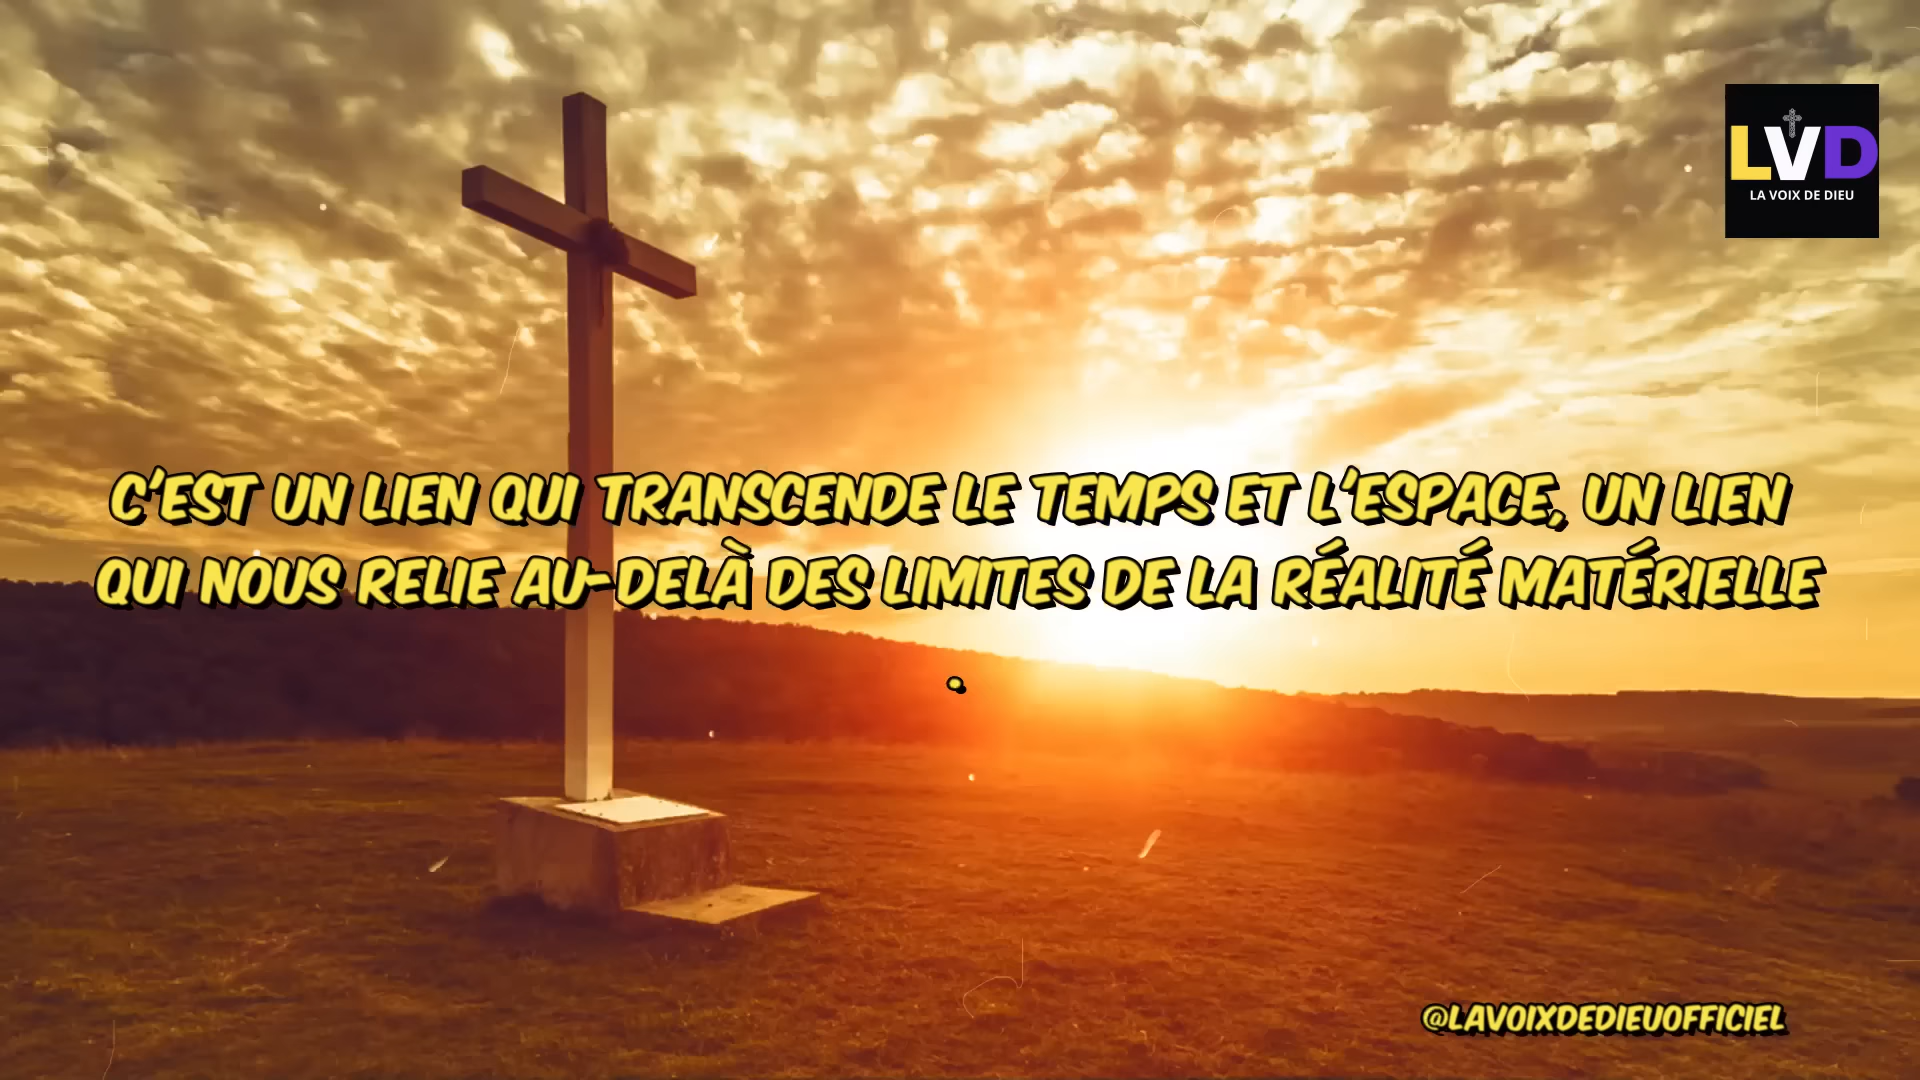 LVD
LA VOIX DE DIEU
C'EST UN LIEN QUI TRANSCENDE LE TEMPS ET L'ESPACE, UN LIEN
QUI NOUS RELIE AU-DELÀ DES LIMITES DE LA RÉALITÉ MATÉRIELLE
.
@LAVOIXDEDIEUOFFICIEL